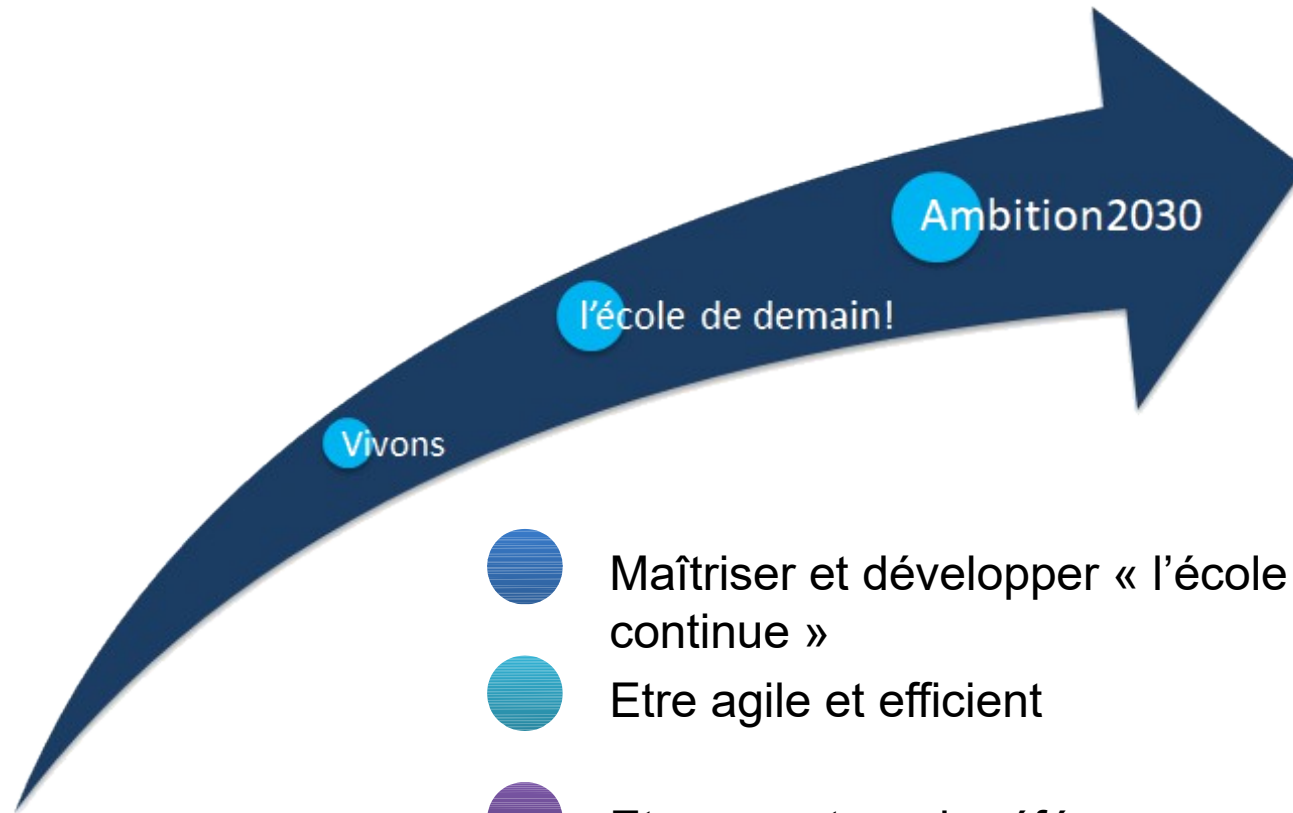 Ambition2030
l'école de demain!
Vivons
Maîtriser et développer « l’école
continue »
Etre agile et efficient